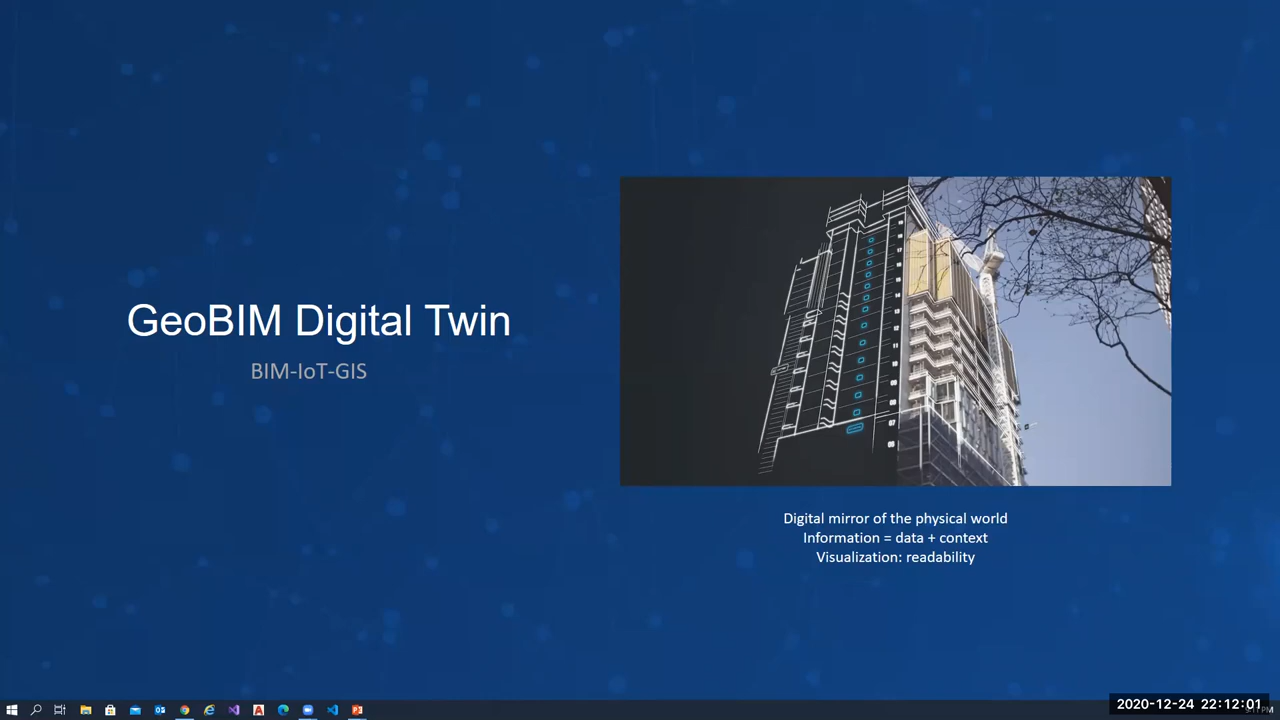 GeoBIM Digital Twin
BIM-IoT-GIS
Digital mirror of the physical world
Information = data + context
Visualization: readability
2020-12-24 22:12:01